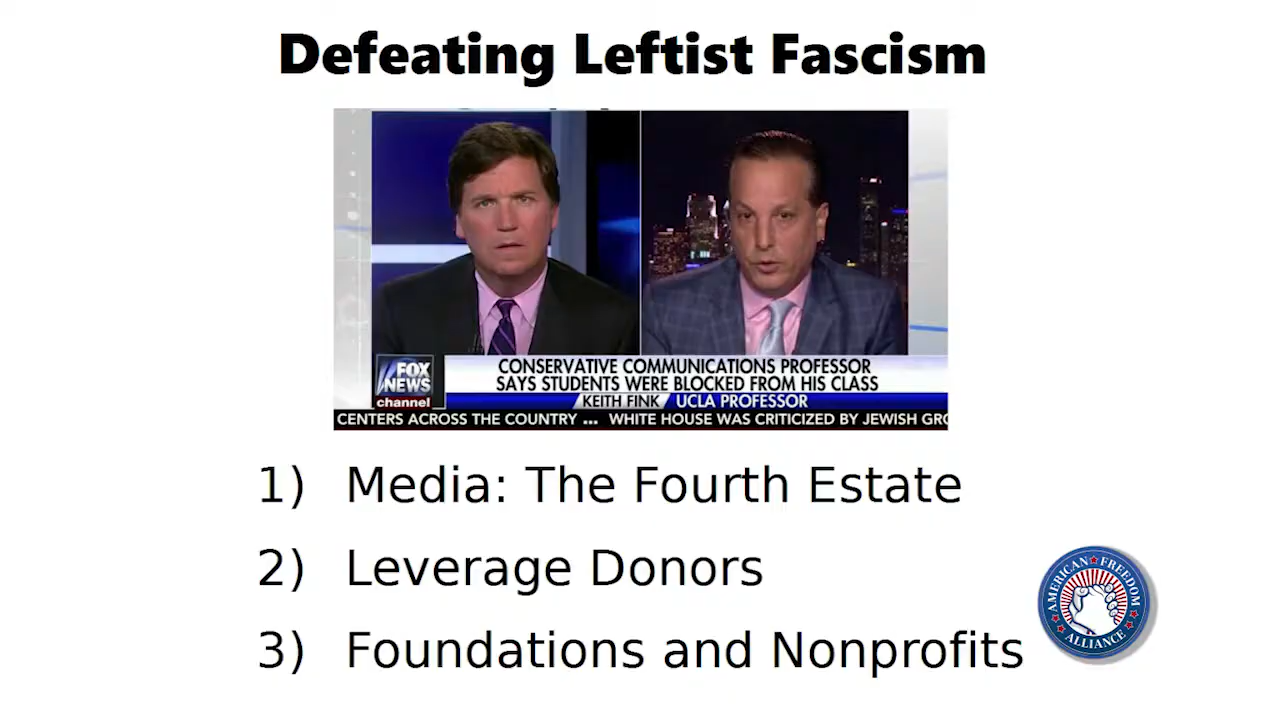 Defeating Leftist Fascism
FOX
NEWS
channel
CONSERVATIVE COMMUNICATIONS PROFESSOR
SAYS STUDENTS WERE BLOCKED FROM HIS CLASS
KEITH FINK UCLA PROFESSOR
CENTERS ACROSS THE COUNTRY ... WHITE HOUSE WAS CRITICIZED BY JEWISH GRO
1) Media: The Fourth Estate
2) Leverage Donors
3) Foundations and Nonprofits
AMERICAN FREEDOM
ALLIANCE